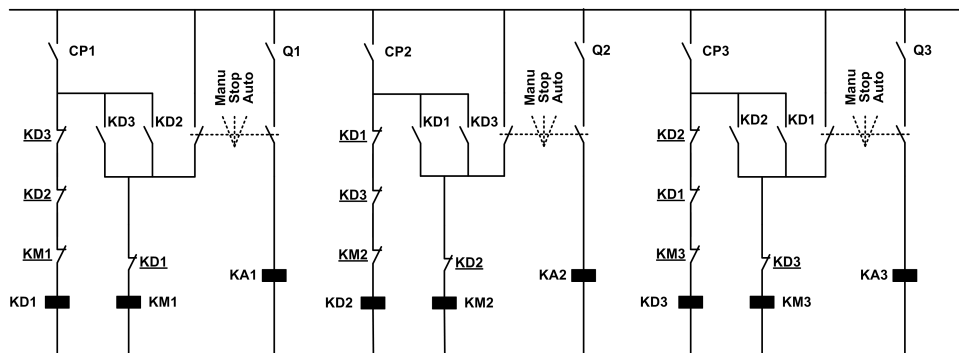 CP1
Q1
Manu
Stop
Auto
KD3
KD3
KD2
KD2
KM1
KD1
KA1
KD1
KM1
CP2
Q2
Manu
Stop
Auto
KD1
KD1
KD3
KD3
KM2
KD2
KA2
KD2
KM2
CP3
Q3
Manu
Stop
Auto
KD2
KD2
KD1
KD1
KM3
KD3
KA3
KD3
KM3